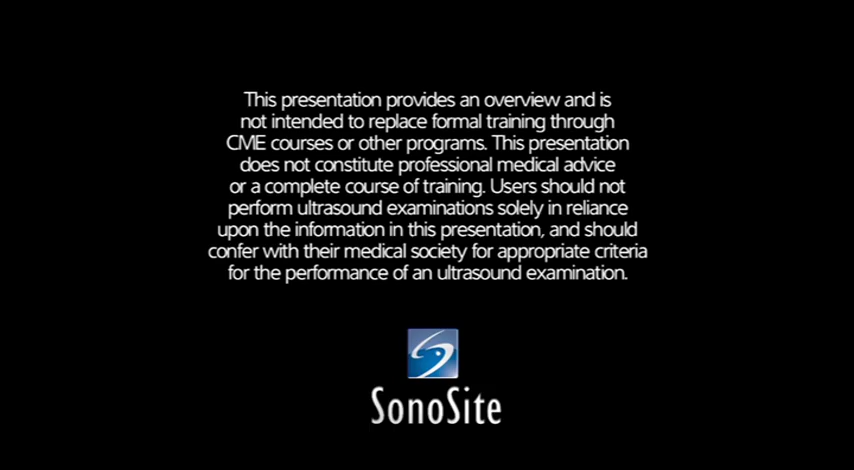 This presentation provides an overview and is
not intended to replace formal training through
CME courses or other programs. This presentation
does not constitute professional medical advice
or a complete course of training. Users should not
perform ultrasound examinations solely in reliance
upon the information in this presentation, and should
confer with their medical society for appropriate criteria
for the performance of an ultrasound examination.
SonoSite